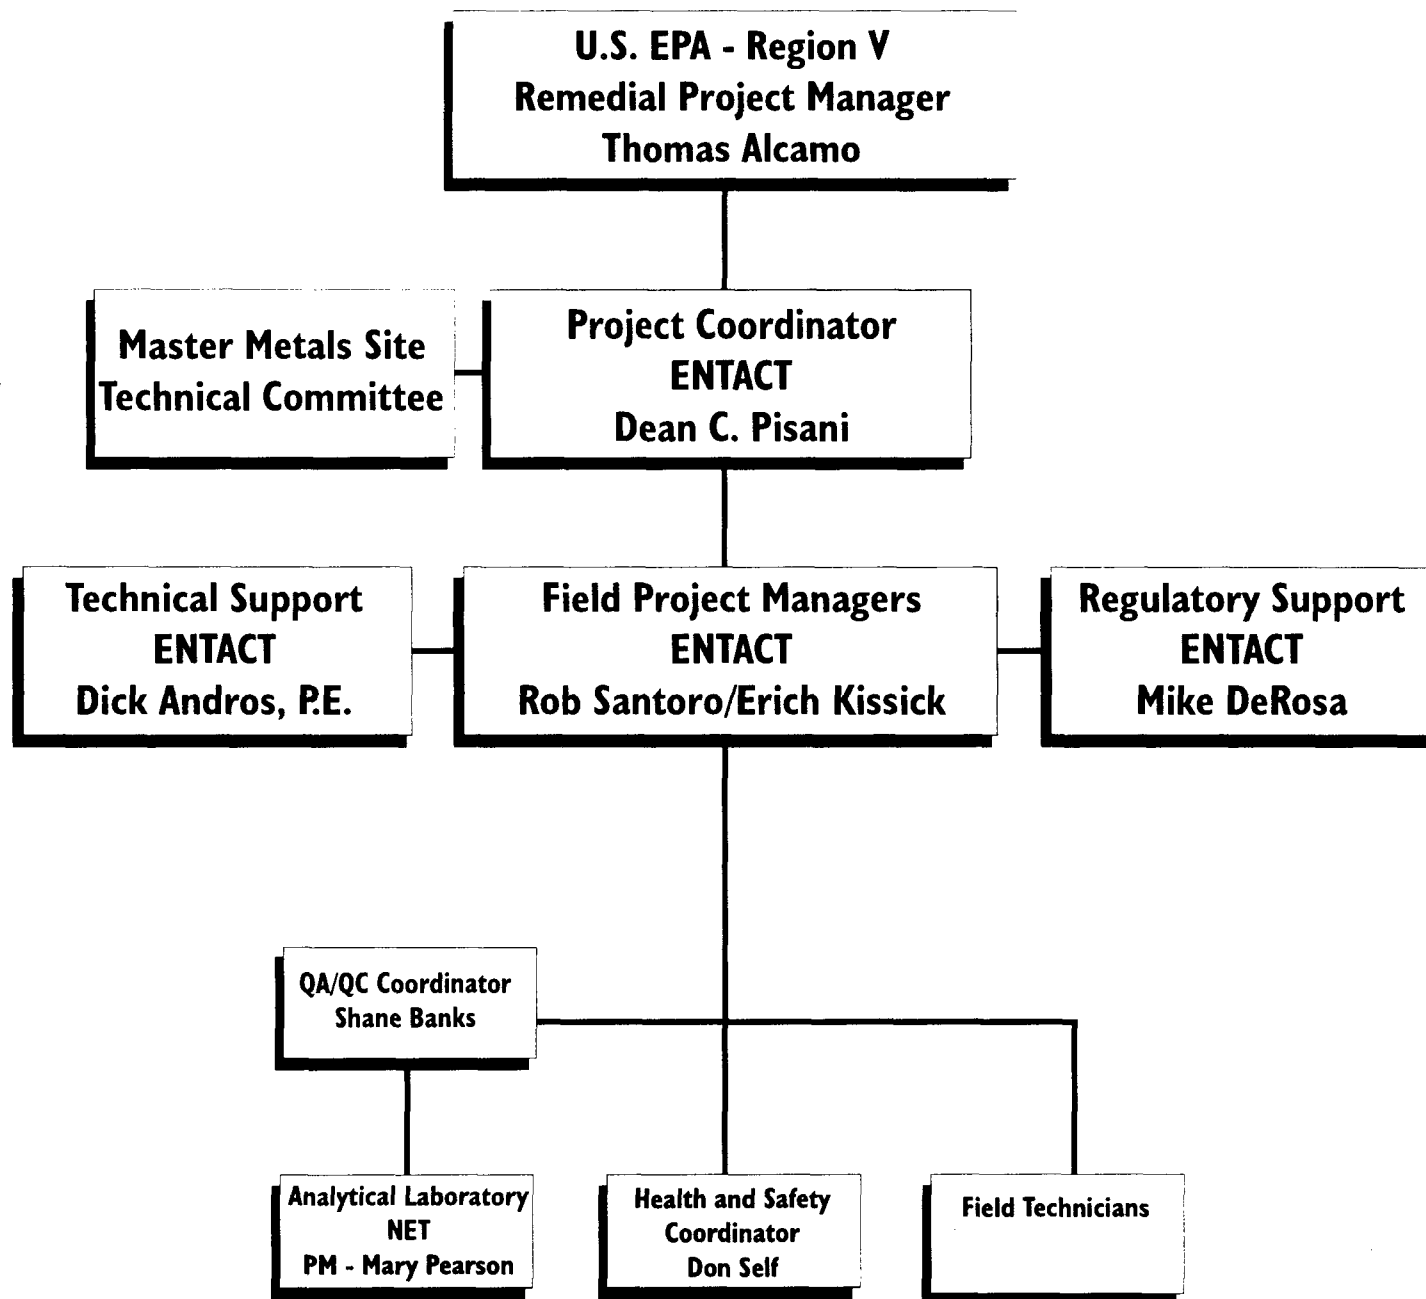 U.S. EPA - Region V
Remedial Project Manager
Thomas Alcamo
Master Metals Site
Technical Committee
Project Coordinator
ENTACT
Dean C. Pisani
Technical Support
ENTACT
Dick Andros, P.E.
Field Project Managers
ENTACT
Rob Santoro/Erich Kissick
Regulatory Support
ENTACT
Mike DeRosa
QA/QC Coordinator
Shane Banks
Analytical Laboratory
NET
PM - Mary Pearson
Health and Safety
Coordinator
Don Self
Field Technicians